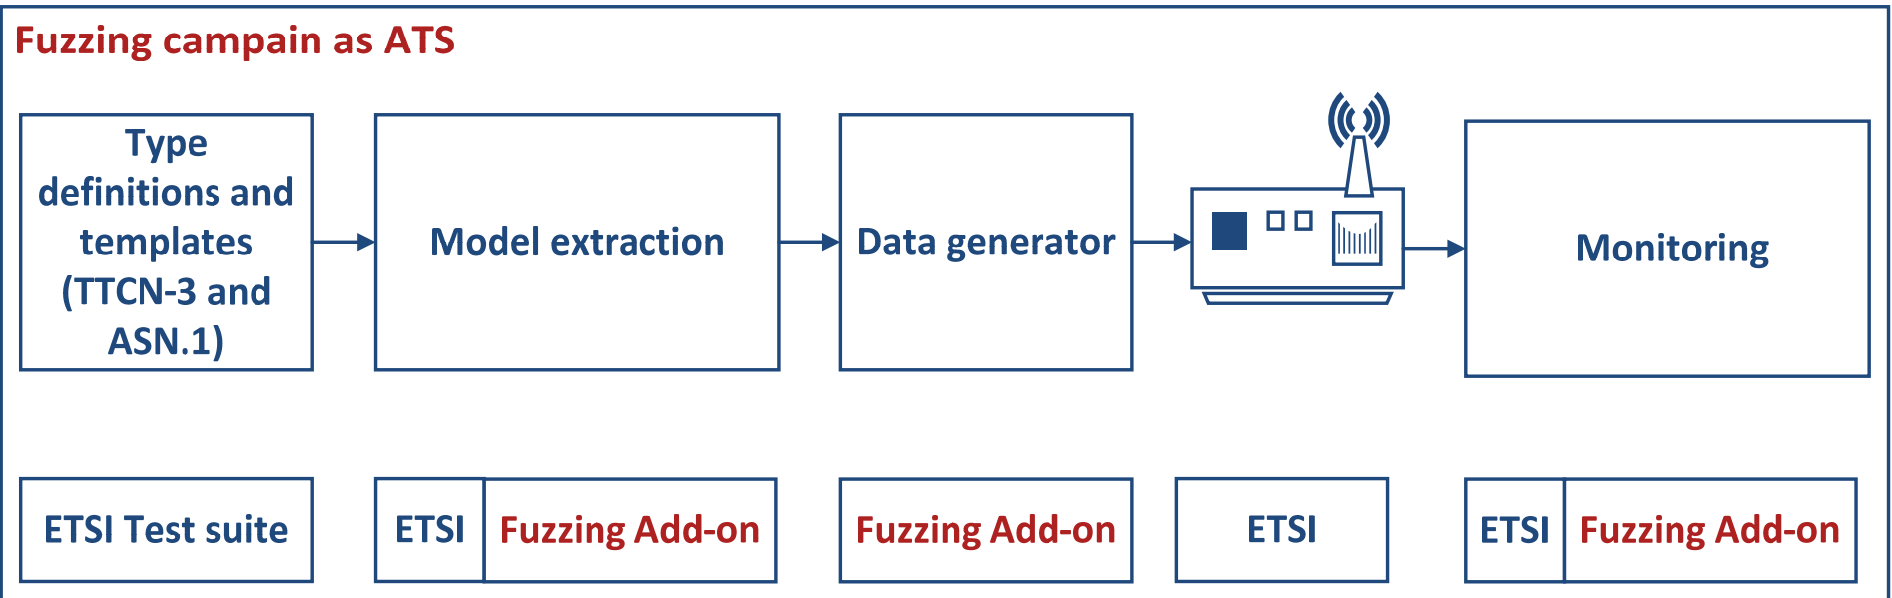 Fuzzing campain as ATS
Type
definitions and
templates
(TTCN-3 and
ASN.1)
Model extraction
Data generator
Monitoring
ETSI Test suite
ETSI
Fuzzing Add-on
Fuzzing Add-on
ETSI
ETSI
Fuzzing Add-on